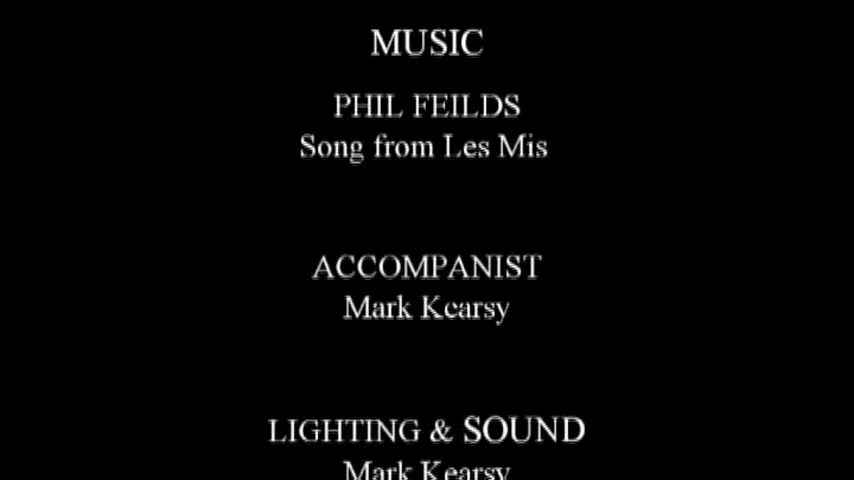 MUSIC
PHIL FEILDS
Song from Les Mis
ACCOMPANIST
Mark Kearsy
LIGHTING & SOUND
Mark Kearsy